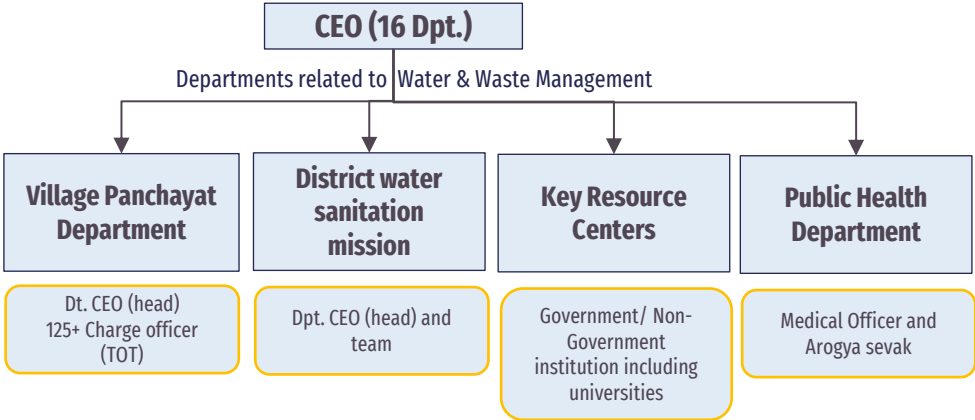 CEO (16 Dpt.)
Departments related to Water & Waste Management
Village Panchayat
Department
District water
sanitation
mission
Key Resource
Centers
Public Health
Department
Dt. CEO (head)
125+ Charge officer
(TOT)
Dpt. CEO (head) and
team
Government/ Non-
Government
institution including
universities
Medical Officer and
Arogya sevak